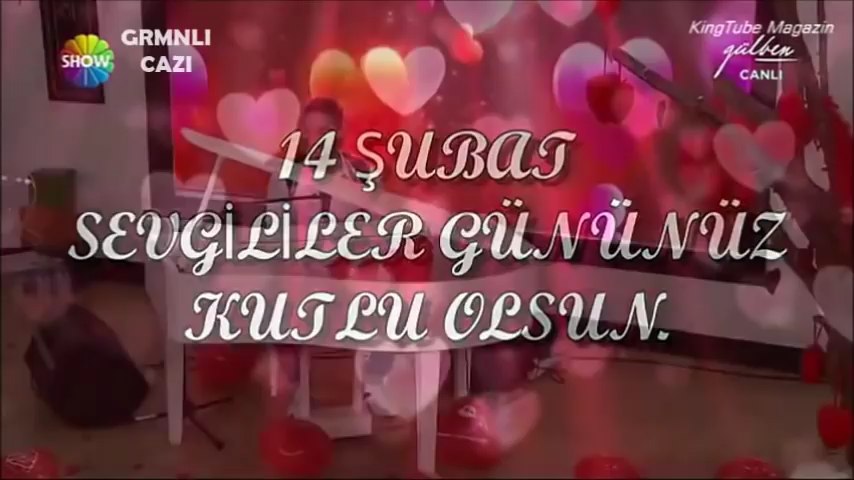 SHOW
GRMNLI
CAZI
KingTube Magazin
gülben
CANLI
14 ŞUBAT
SEVGİLİLER GÜNÜNÜZ
KUTLU OLSUN.